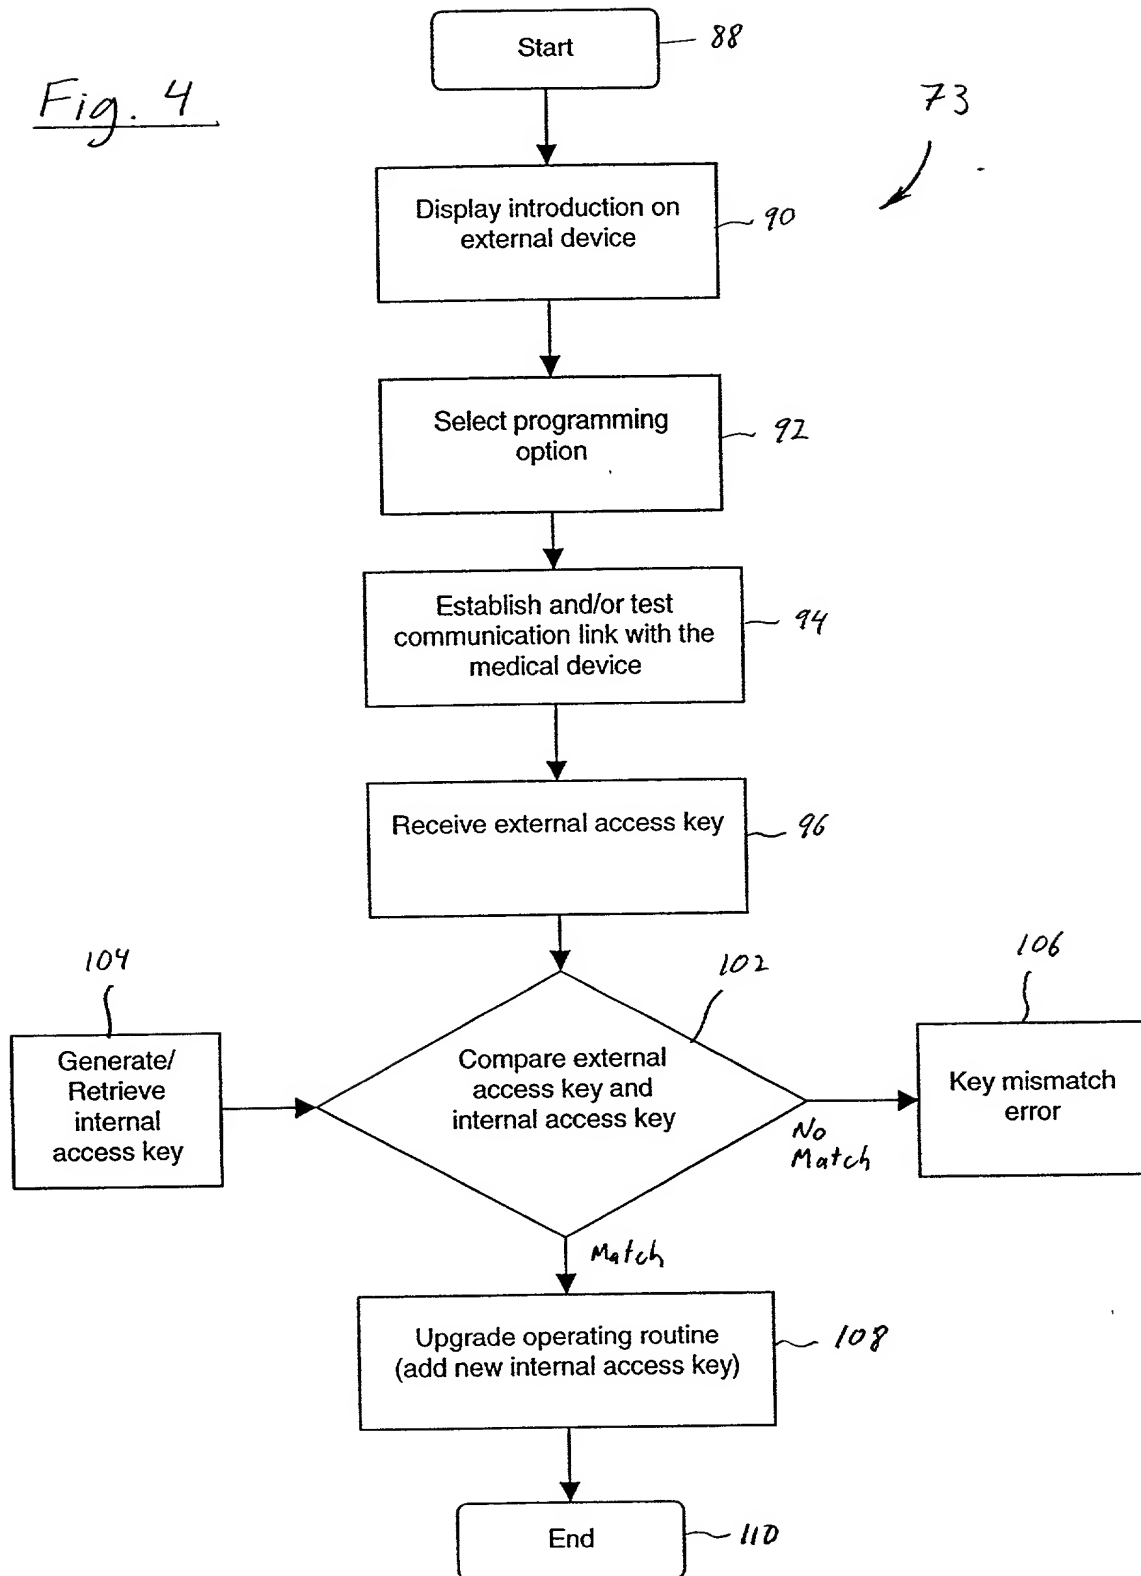 Start
88
Fig. 4
73
Display introduction on
external device
90
Select programming
option
92
Establish and/or test
communication link with the
medical device
94
Receive external access key
96
104
102
106
Generate/
Retrieve
internal
access key
Compare external
access key and
internal access key
Key mismatch
error
No
Match
Match
Upgrade operating routine
(add new internal access key)
108
End
110